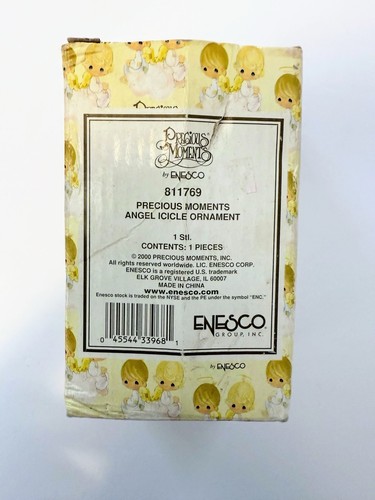 Precious
PRECIOUS
MOMENTS
by ENESCO
811769
PRECIOUS MOMENTS
ANGEL ICICLE ORNAMENT
1 Stl.
CONTENTS: 1 PIECES
© 2000 PRECIOUS MOMENTS, INC.
All rights reserved worldwide. LIC. ENESCO CORP.
ENESCO is a registered U.S. trademark
ELK GROVE VILLAGE, IL 60007
MADE IN CHINA
www.enesco.com
Enesco stock is traded on the NYSE and the PE under the symbol "ENC."
ENESCO
GROUP, INC.
0 45544 33968 1
by ENESCO